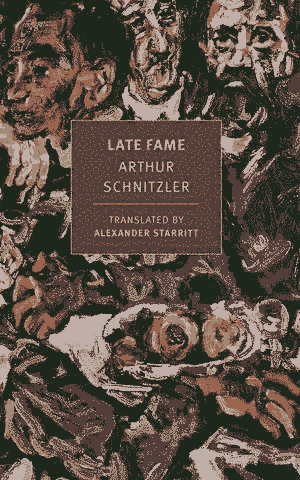 LATE FAME
ARTHUR
SCHNITZLER
TRANSLATED BY
ALEXANDER STARRITT